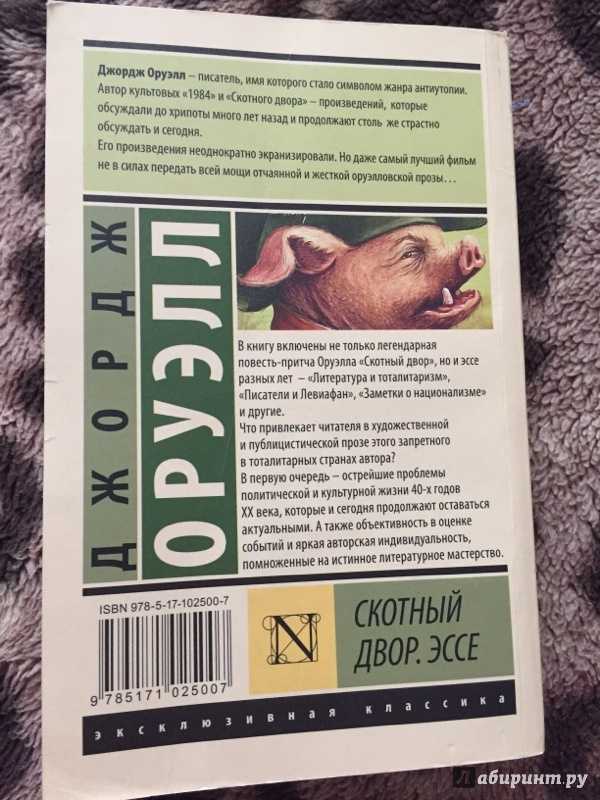 Джордж Оруэлл – писатель, имя которого стало символом жанра антиутопии.
Автор культовых «1984» и «Скотного двора» – произведений, которые
обсуждали до хрипоты много лет назад и продолжают столь же страстно
обсуждать и сегодня.
Его произведения неоднократно экранизировали. Но даже самый лучший фильм
не в силах передать всей мощи отчаянной и жесткой оруэлловской прозы…
ДЖОРДЖ
ОРУЭЛЛ
В книгу включены не только легендарная
повесть-притча Оруэлла «Скотный двор», но и эссе
разных лет – «Литература и тоталитаризм»,
«Писатели и Левиафан», «Заметки о национализме»
и другие.
Что привлекает читателя в художественной
и публицистической прозе этого запретного
в тоталитарных странах автора?
В первую очередь – острейшие проблемы
политической и культурной жизни 40-х годов
XX века, которые и сегодня продолжают оставаться
актуальными. А также объективность в оценке
событий и яркая авторская индивидуальность,
помноженные на истинное литературное мастерство.
ISBN 978-5-17-102500-7
9 785171 025007
N
СКОТНЫЙ
ДВОР. ЭССЕ
эксклюзивная классика
Лабиринт.ру